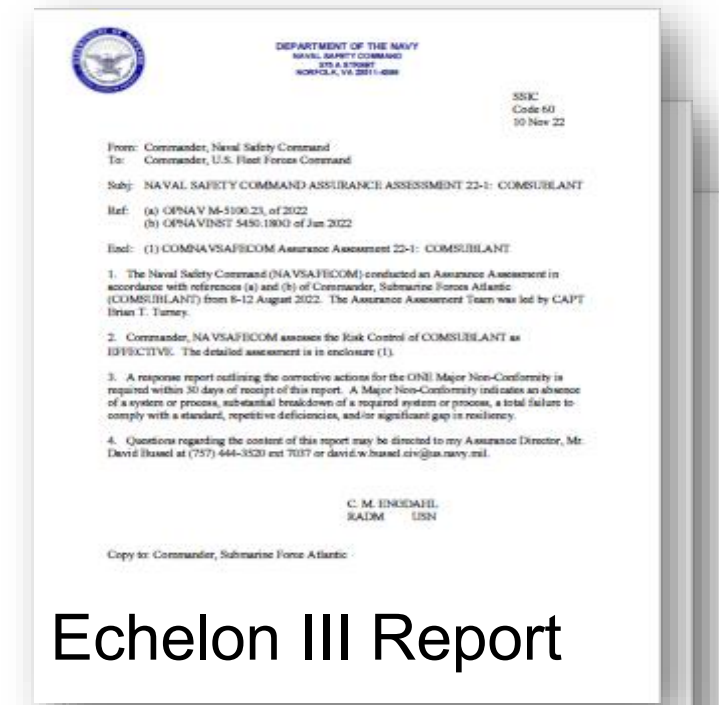 DEPARTMENT OF THE NAVY
NAVAL SAFETY COMMAND
375 A STREET
NORFOLK, VA 23511-4399
SSIC
Code 60
10 Nov 22
From: Commander, Naval Safety Command
To: Commander, U.S. Fleet Forces Command
Subj: NAVAL SAFETY COMMAND ASSURANCE ASSESSMENT 22-1: COMSUBLANT
Ref: (a) OPNAV M-5100.23, of 2022
(b) OPNAVINST 5450.180G of Jun 2022
Encl: (1) COMNAVSAFECOM Assurance Assessment 22-1: COMSUBLANT
1. The Naval Safety Command (NAVSAFECOM) conducted an Assurance Assessment in
accordance with references (a) and (b) of Commander, Submarine Forces Atlantic
(COMSUBLANT) from 8-12 August 2022. The Assurance Assessment Team was led by CAPT
Brian T. Turney.
2. Commander, NAVSAFECOM assesses the Risk Control of COMSUBLANT as
EFFECTIVE. The detailed assessment is in enclosure (1).
3. A response report outlining the corrective actions for the ONE Major Non-Conformity is
required within 30 days of receipt of this report. A Major Non-Conformity indicates an absence
of a system or process, substantial breakdown of a required system or process, a total failure to
comply with a standard, repetitive deficiencies, and/or significant gap in resiliency.
4. Questions regarding the content of this report may be directed to my Assurance Director, Mr.
David Bussel at (757) 444-3520 ext 7037 or david.w.bussel.civ@us.navy.mil.
C. M. ENGDAHL
RADM USN
Copy to: Commander, Submarine Force Atlantic
Echelon III Report